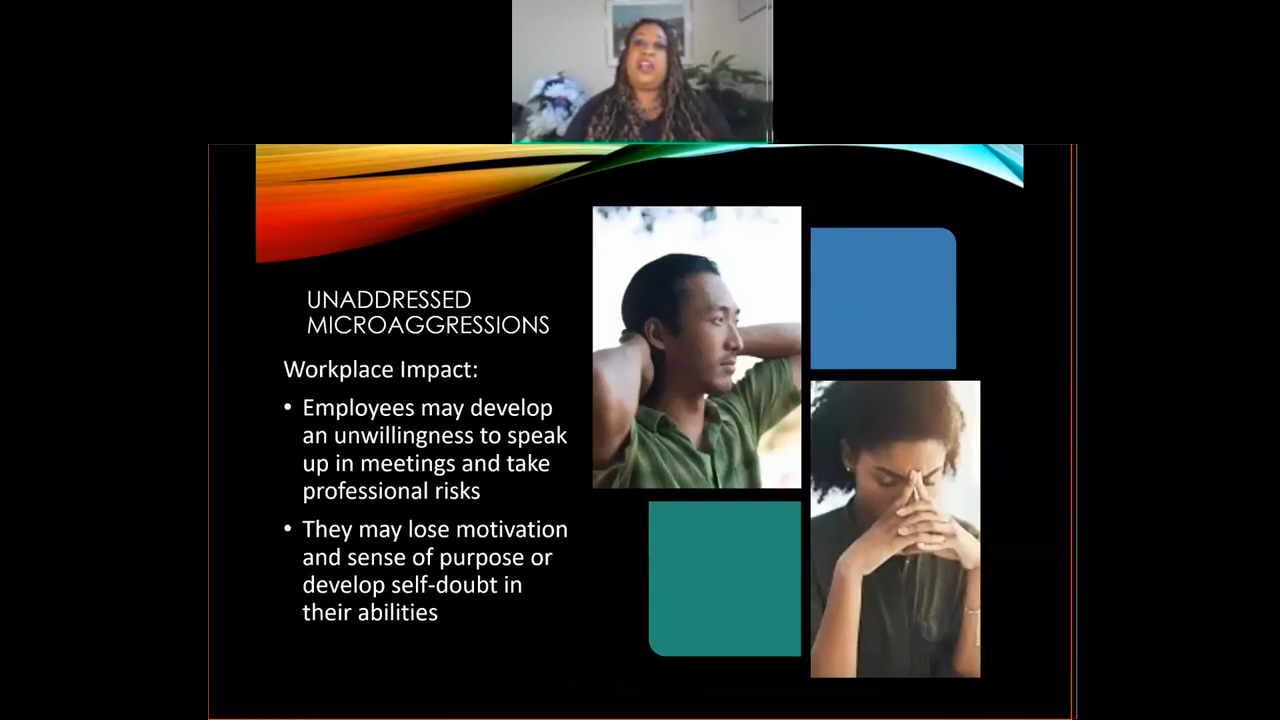 UNADDRESSED
MICROAGGRESSIONS
Workplace Impact:
• Employees may develop
an unwillingness to speak
up in meetings and take
professional risks
• They may lose motivation
and sense of purpose or
develop self-doubt in
their abilities